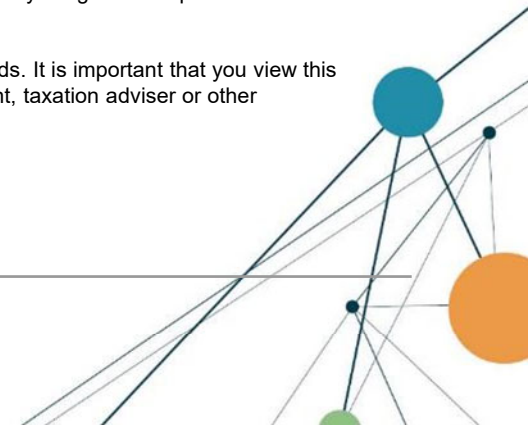 ds. It is important that you view this
nt, taxation adviser or other